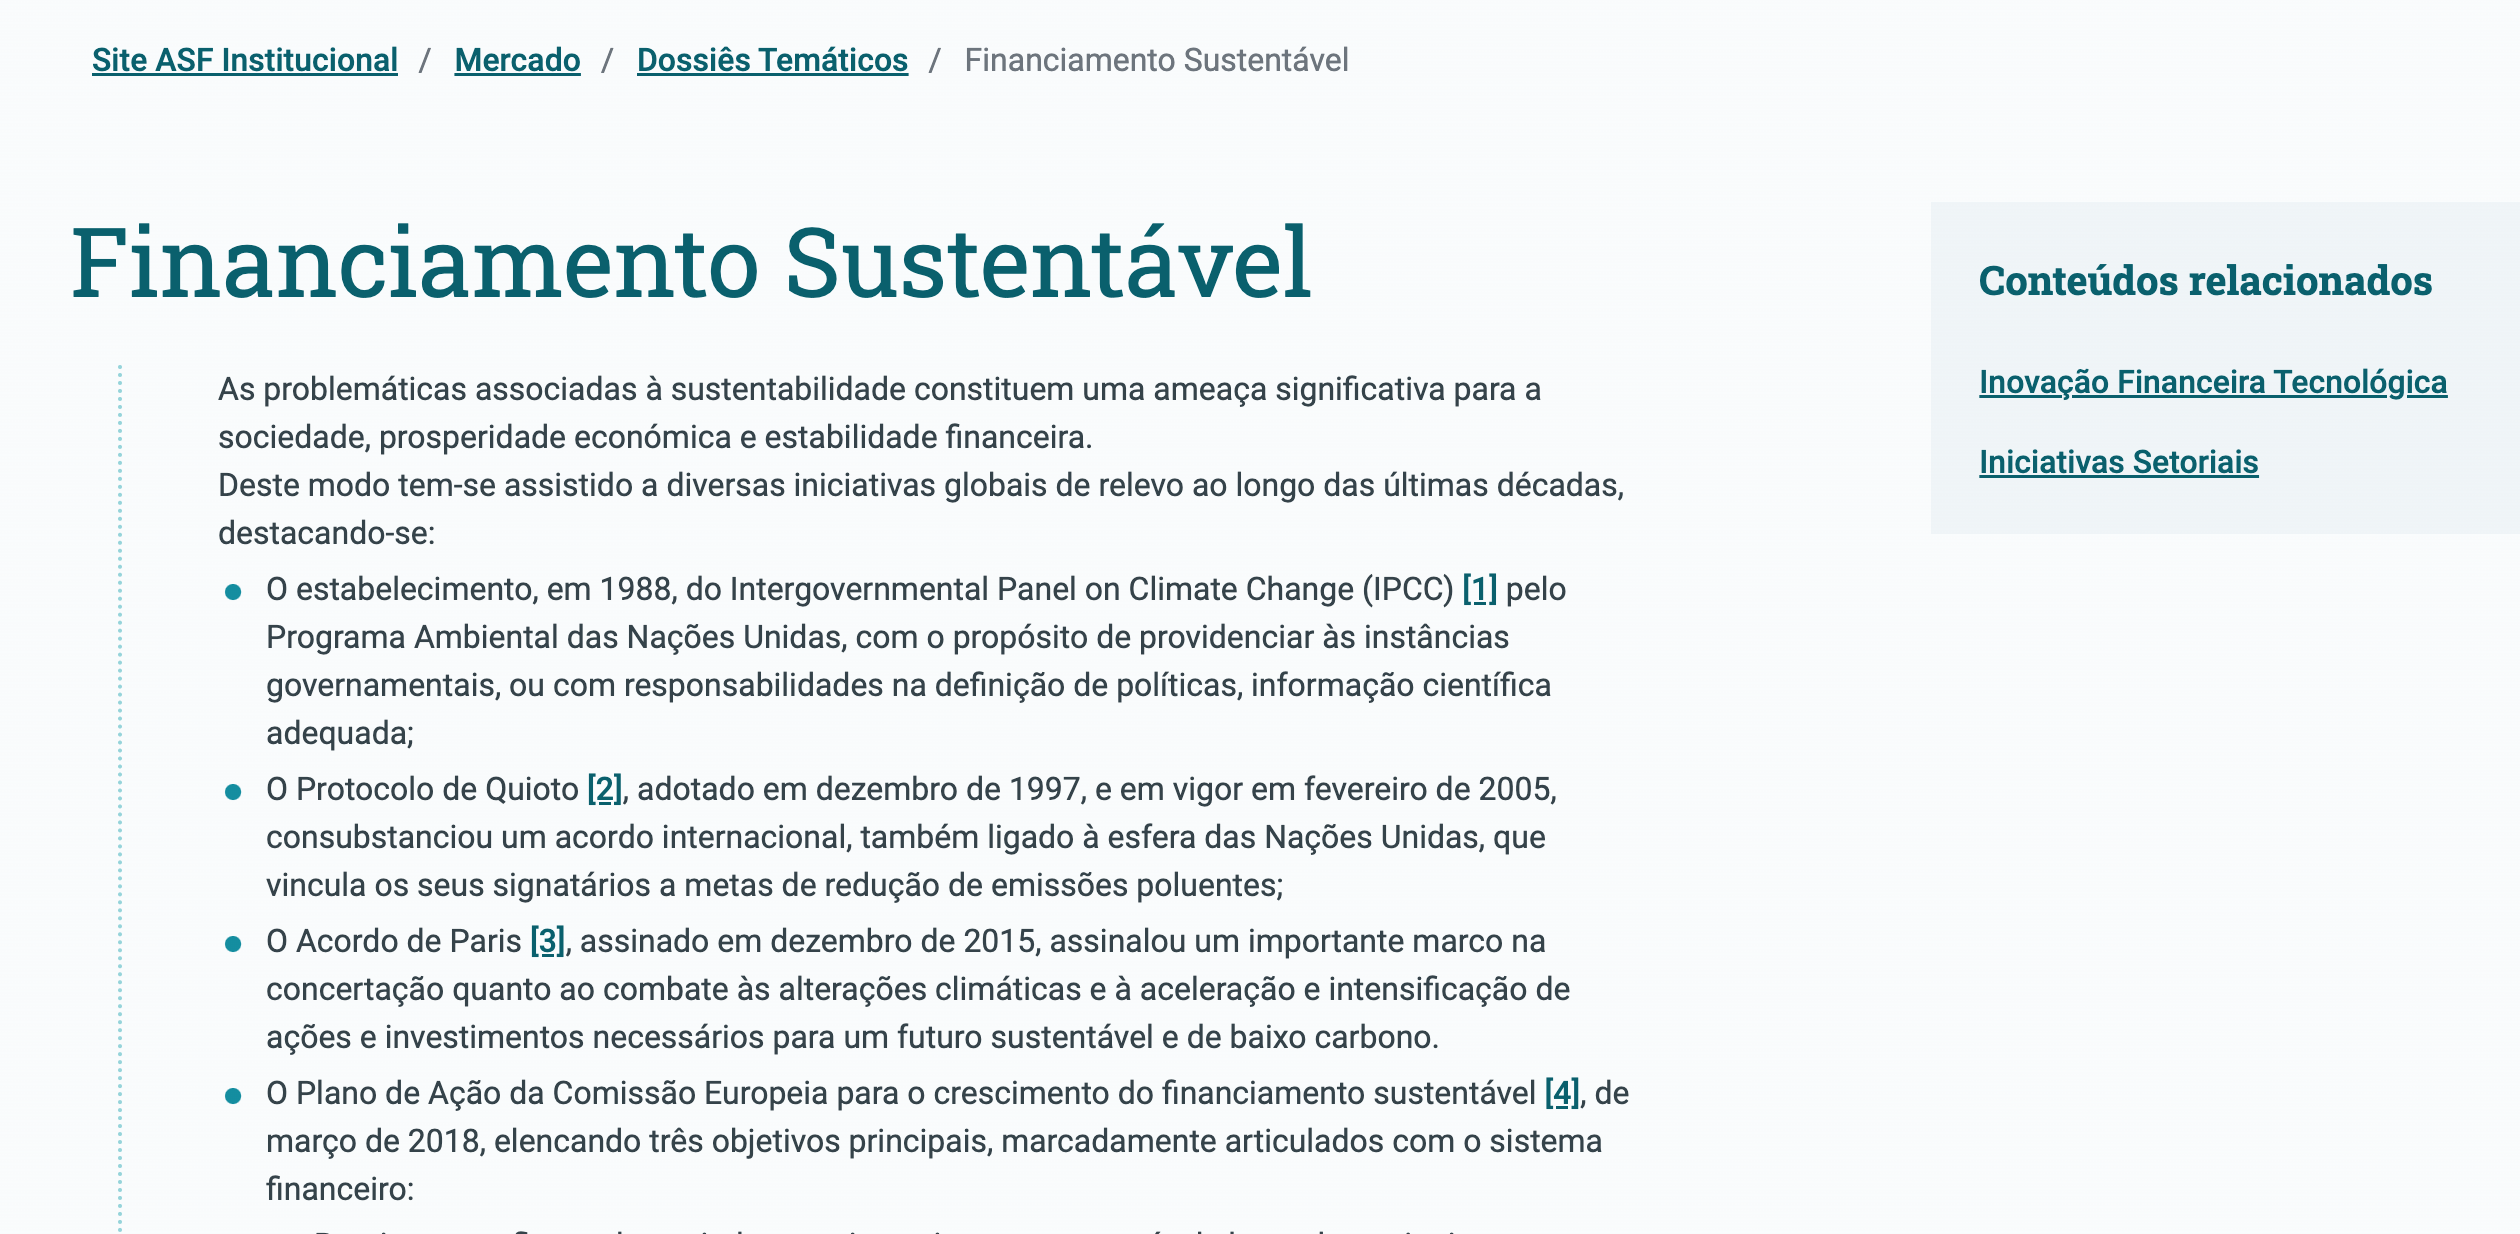 Site ASF Institucional / Mercado / Dossiês Temáticos / Financiamento Sustentável
Financiamento Sustentável
As problemáticas associadas à sustentabilidade constituem uma ameaça significativa para a
sociedade, prosperidade económica e estabilidade financeira.
Deste modo tem-se assistido a diversas iniciativas globais de relevo ao longo das últimas décadas,
destacando-se:
O estabelecimento, em 1988, do Intergovernmental Panel on Climate Change (IPCC) [1] pelo
Programa Ambiental das Nações Unidas, com o propósito de providenciar às instâncias
governamentais, ou com responsabilidades na definição de políticas, informação científica
adequada;
O Protocolo de Quioto [2], adotado em dezembro de 1997, e em vigor em fevereiro de 2005,
consubstanciou um acordo internacional, também ligado à esfera das Nações Unidas, que
vincula os seus signatários a metas de redução de emissões poluentes;
O Acordo de Paris [3], assinado em dezembro de 2015, assinalou um importante marco na
concertação quanto ao combate às alterações climáticas e à aceleração e intensificação de
ações e investimentos necessários para um futuro sustentável e de baixo carbono.
O Plano de Ação da Comissão Europeia para o crescimento do financiamento sustentável [4], de
março de 2018, elencando três objetivos principais, marcadamente articulados com o sistema
financeiro:
Conteúdos relacionados
Inovação Financeira Tecnológica
Iniciativas Setoriais